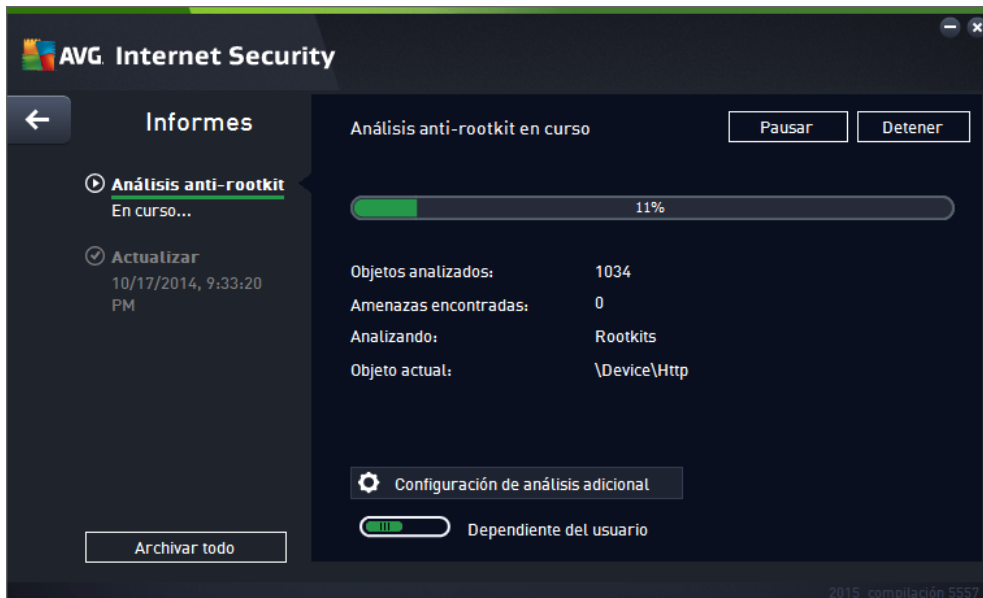 AVG. Internet Security
Informes
Análisis anti-rootkit
En curso...
Actualizar
10/17/2014, 9:33:20
PM
Archivar todo
Análisis anti-rootkit en curso
Pausar
Detener
11%
Objetos analizados: 1034
Amenazas encontradas: 0
Analizando: Rootkits
Objeto actual: \Device\Http
Configuración de análisis adicional
Dependiente del usuario
2015 compilación 5557